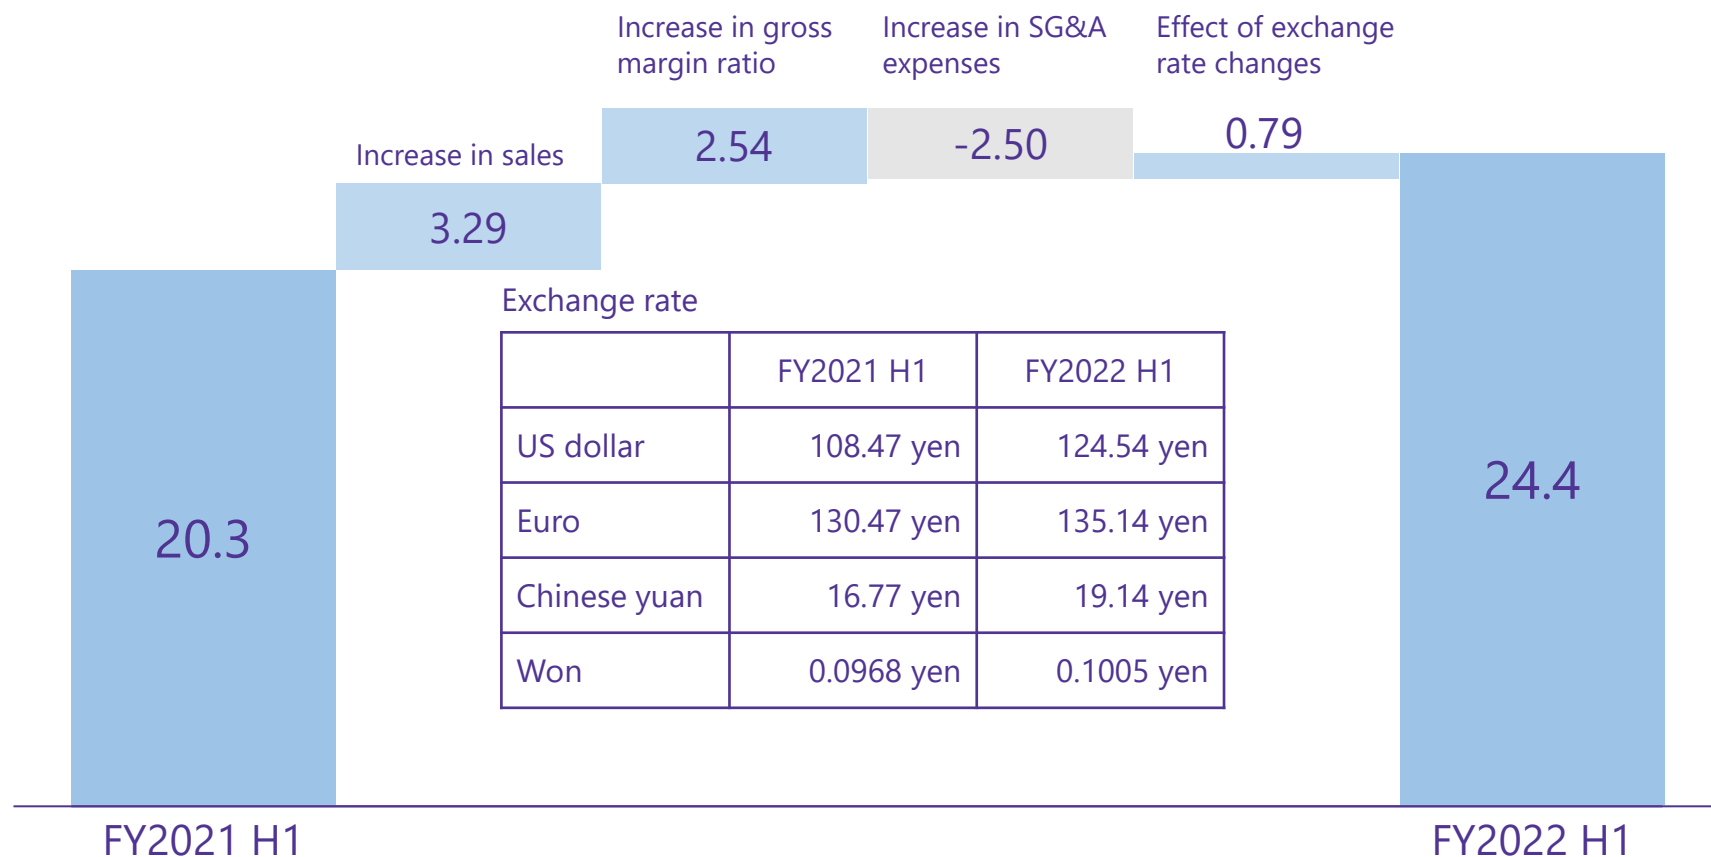 Increase in gross
margin ratio
Increase in SG&A
expenses
Effect of exchange
rate changes
Increase in sales
2.54
-2.50
0.79
3.29
20.3
24.4
Exchange rate
FY2021 H1 FY2022 H1
US dollar 108.47 yen 124.54 yen
Euro 130.47 yen 135.14 yen
Chinese yuan 16.77 yen 19.14 yen
Won 0.0968 yen 0.1005 yen
FY2021 H1
FY2022 H1